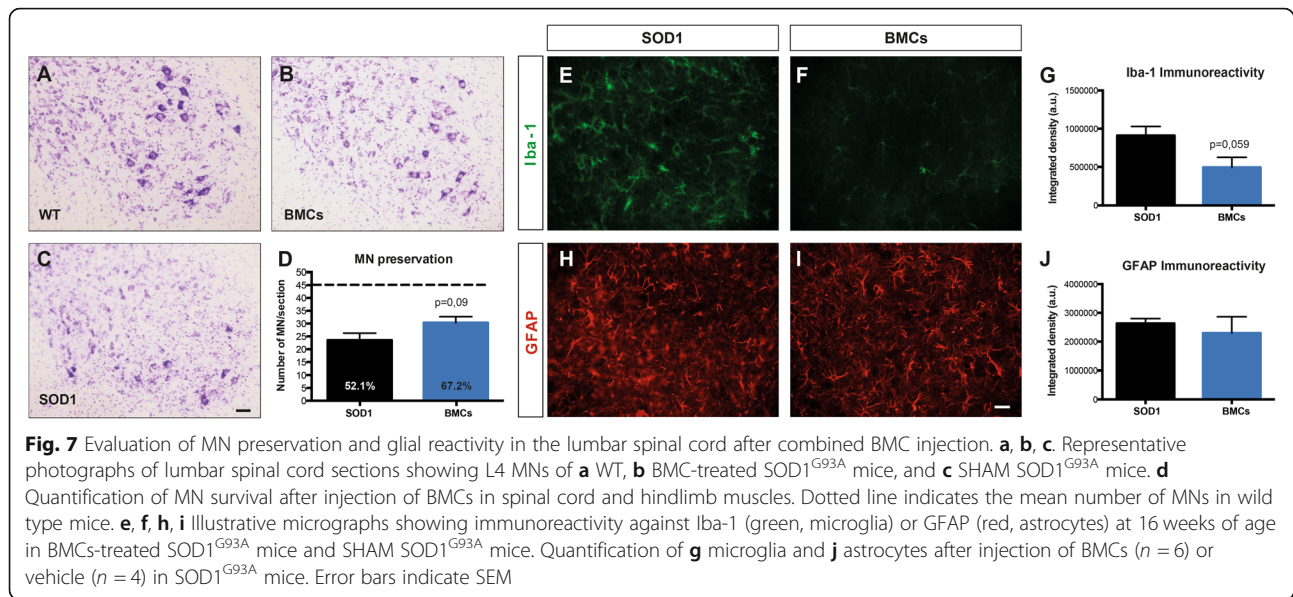 SOD1
BMCs
A
WT
B
BMCs
C
SOD1
D
MN preservation
Number of MN/section
50
45
40
35
30
25
20
15
10
5
0
p=0,09
52.1%
67.2%
SOD1
BMCs
Iba-1
E
F
G
Iba-1 Immunoreactivity
Integrated density (a.u.)
1500000
1000000
500000
0
p=0,059
SOD1
BMCs
GFAP
H
I
J
GFAP Immunoreactivity
Integrated density (a.u.)
4000000
3000000
2000000
1000000
0
SOD1
BMCs
Fig. 7 Evaluation of MN preservation and glial reactivity in the lumbar spinal cord after combined BMC injection. a, b, c. Representative
photographs of lumbar spinal cord sections showing L4 MNs of a WT, b BMC-treated SOD1G93A mice, and c SHAM SOD1G93A mice. d
Quantification of MN survival after injection of BMCs in spinal cord and hindlimb muscles. Dotted line indicates the mean number of MNs in wild
type mice. e, f, h, i Illustrative micrographs showing immunoreactivity against Iba-1 (green, microglia) or GFAP (red, astrocytes) at 16 weeks of age
in BMCs-treated SOD1G93A mice and SHAM SOD1G93A mice. Quantification of g microglia and j astrocytes after injection of BMCs (n = 6) or
vehicle (n = 4) in SOD1G93A mice. Error bars indicate SEM